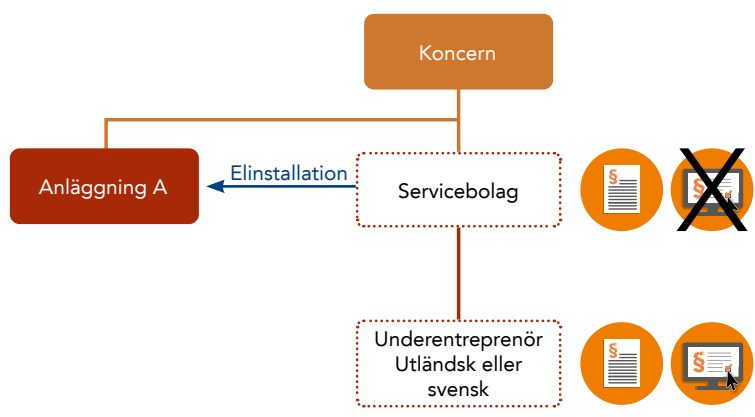 Koncern
Anläggning A
Elinstallation
Servicebolag
§
§
Underentreprenör
Utländsk eller
svensk
§
§